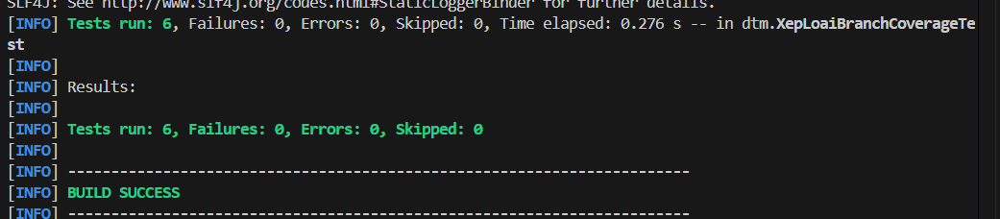 SLF4J: See http://www.slf4j.org/codes.html#StaticLoggerBinder for further details.
[INFO] Tests run: 6, Failures: 0, Errors: 0, Skipped: 0, Time elapsed: 0.276 s -- in dtm.XepLoaiBranchCoverageTe
st
[INFO]
[INFO] Results:
[INFO]
[INFO] Tests run: 6, Failures: 0, Errors: 0, Skipped: 0
[INFO]
[INFO] ------------------------------------------------------------------------
[INFO] BUILD SUCCESS
[INFO] ------------------------------------------------------------------------